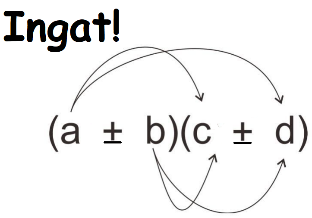 Ingat!
(a ± b)(c ± d)